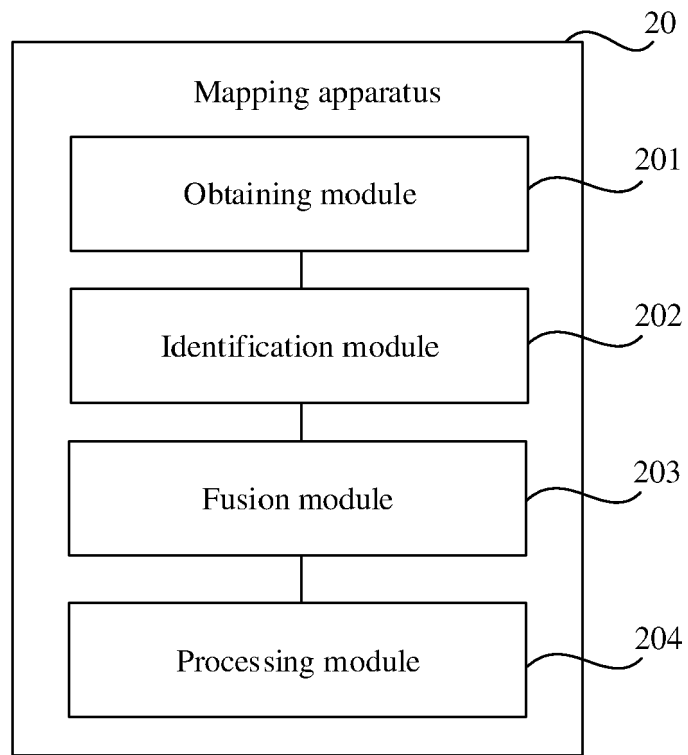 20
Mapping apparatus
201
Obtaining module
202
Identification module
203
Fusion module
204
Processing module